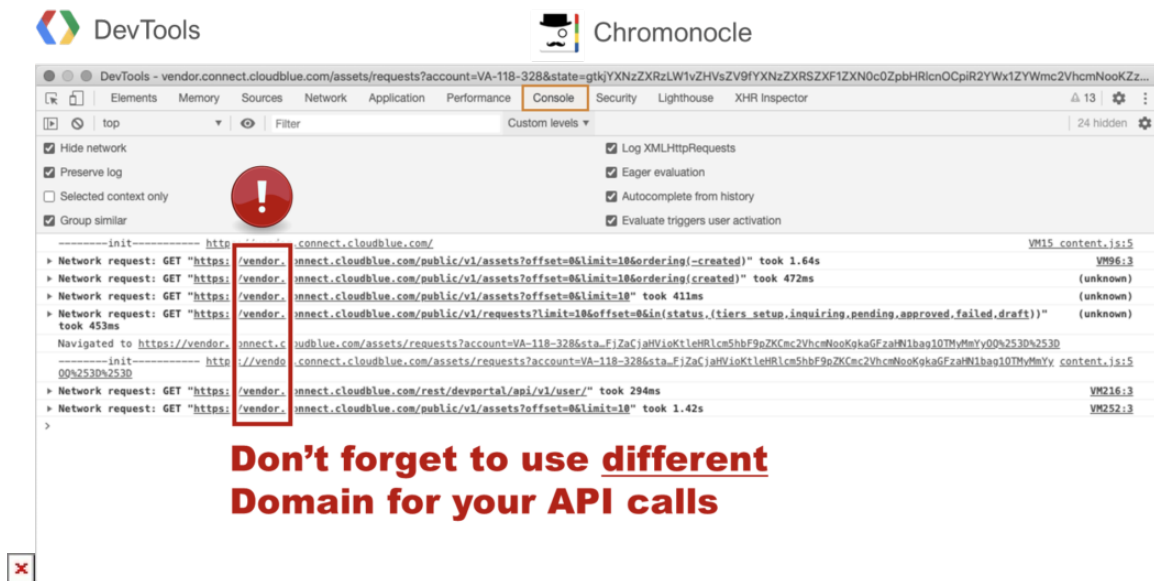 DevTools
Chromonocle
DevTools - vendor.connect.cloudblue.com/assets/requests?account=VA-118-328&state=gtkjYXNzZXRzLW1vZHVsZV9fYXNzZXRSZXF1ZXN0c0ZpbHRlcnOCpiR2YWx1ZYWmc2VhcmNooKZz...
Elements Memory Sources Network Application Performance Console Security Lighthouse XHR Inspector 13
top Filter Custom levels 24 hidden
Hide network Log XMLHttpRequests
Preserve log Eager evaluation
Selected context only Autocomplete from history
Group similar Evaluate triggers user activation
!
--------init----------- http .connect.cloudblue.com/ VM15 content.js:5
Network request: GET "https: /vendor. onnect.cloudblue.com/public/v1/assets?offset=0&limit=10&ordering(-created)" took 1.64s VM96:3
Network request: GET "https: /vendor. onnect.cloudblue.com/public/v1/assets?offset=0&limit=10&ordering(created)" took 472ms (unknown)
Network request: GET "https: /vendor. onnect.cloudblue.com/public/v1/assets?offset=0&limit=10" took 411ms (unknown)
Network request: GET "https: /vendor. onnect.cloudblue.com/public/v1/requests?limit=10&offset=0&in(status,(tiers_setup,inquiring,pending,approved,failed,draft))" (unknown)
took 453ms
Navigated to https://vendor. onnect.c oudblue.com/assets/requests?account=VA-118-328&sta…FjZaCjaHVioKtleHRlcm5hbF9pZKCmc2VhcmNooKgkaGFzaHN1bag1OTMyMmYyOQ%253D%253D
--------init----------- http ://vendo .connect.cloudblue.com/assets/requests?account=VA-118-328&sta…FjZaCjaHVioKtleHRlcm5hbF9pZKCmc2VhcmNooKgkaGFzaHN1bag1OTMyMmYy content.js:5
OQ%253D%253D
Network request: GET "https: /vendor. onnect.cloudblue.com/rest/devportal/api/v1/user/" took 294ms VM216:3
Network request: GET "https: /vendor. onnect.cloudblue.com/public/v1/assets?offset=0&limit=10" took 1.42s VM252:3
>
Don't forget to use different
Domain for your API calls